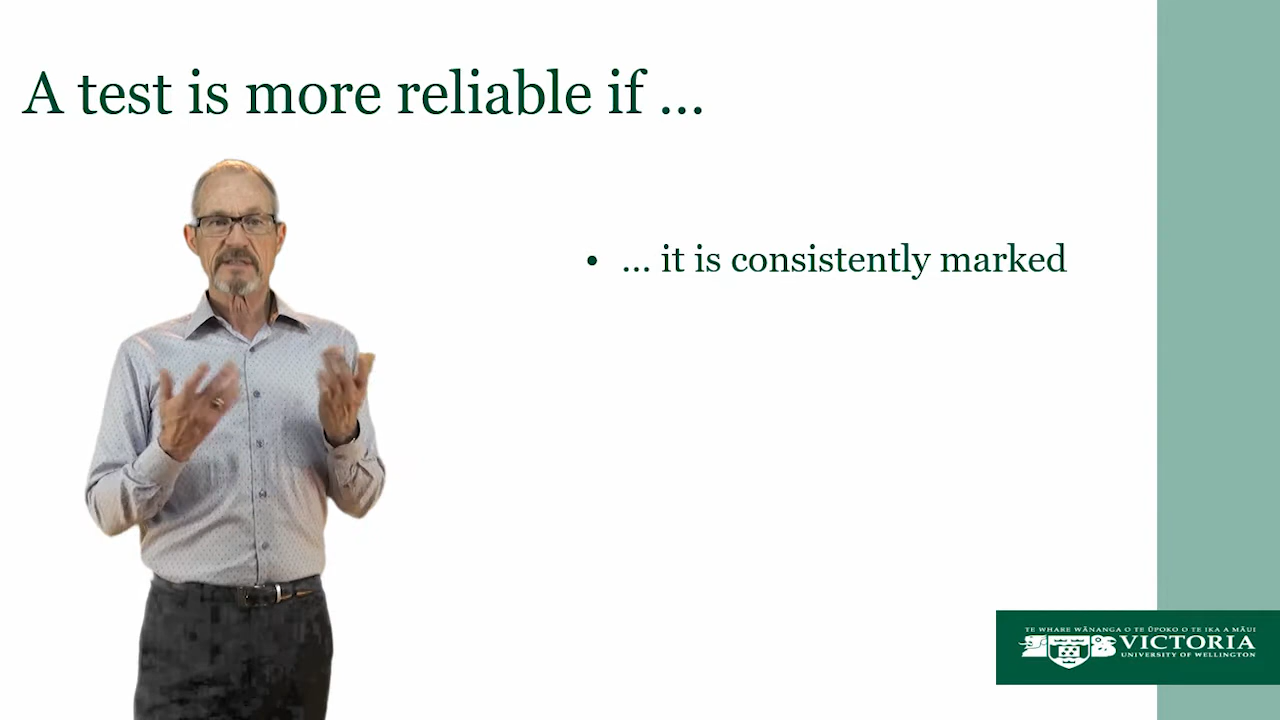 A test is more reliable if ...
• ... it is consistently marked
TE WHARE WĀNANGA O TE ŪPOKO O TE IKA A MĀUI
VICTORIA
UNIVERSITY OF WELLINGTON